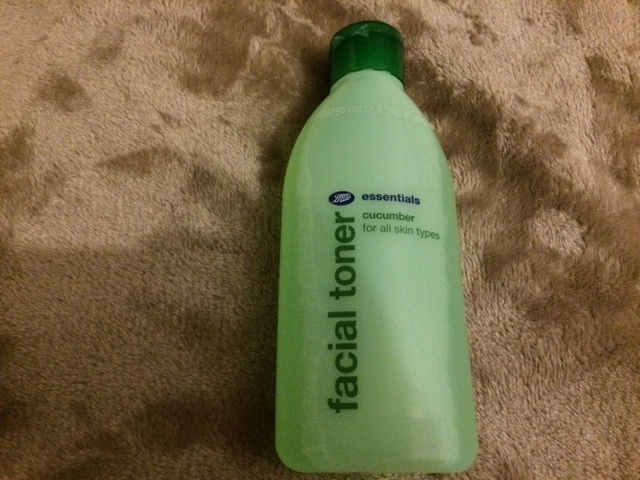 Boots essentials
cucumber
for all skin types
facial toner